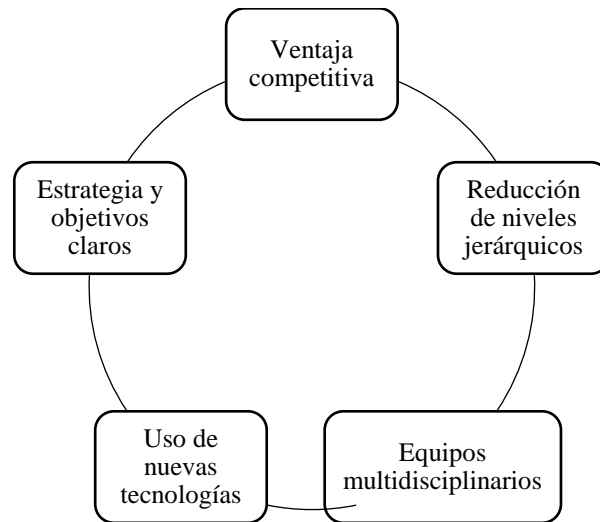 Ventaja
competitiva
Estrategia y
objetivos
claros
Reducción
de niveles
jerárquicos
Uso de
nuevas
tecnologías
Equipos
multidisciplinarios